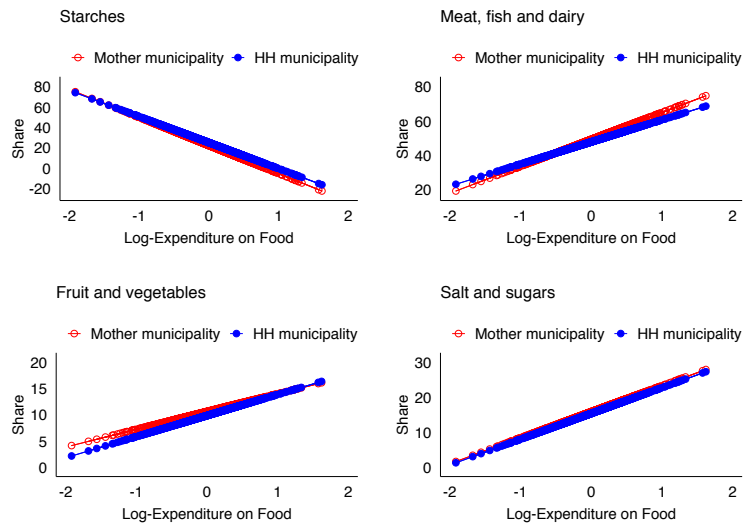 Starches
Mother municipality HH municipality
80
60
40
20
0
-20
Share
-2 -1 0 1 2
Log-Expenditure on Food
Meat, fish and dairy
Mother municipality HH municipality
80
60
40
20
Share
-2 -1 0 1 2
Log-Expenditure on Food
Fruit and vegetables
Mother municipality HH municipality
20
15
10
5
0
Share
-2 -1 0 1 2
Log-Expenditure on Food
Salt and sugars
Mother municipality HH municipality
30
20
10
0
Share
-2 -1 0 1 2
Log-Expenditure on Food